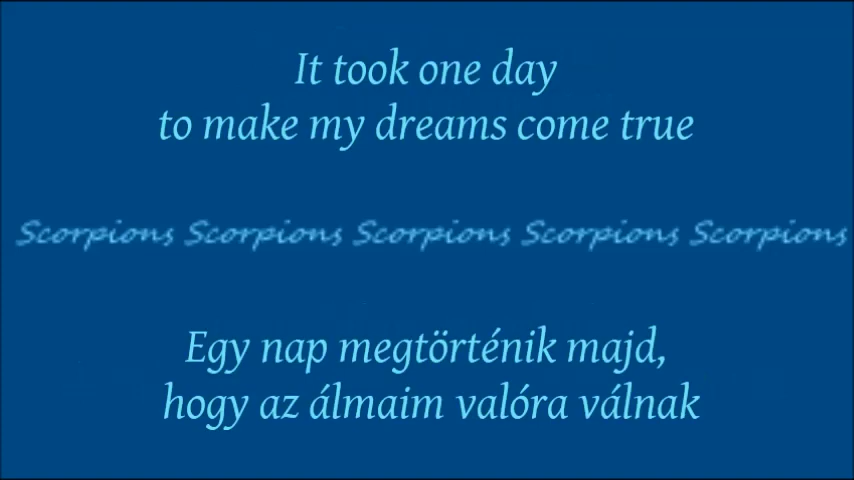 It took one day
to make my dreams come true
Scorpions Scorpions Scorpions Scorpions Scorpions
Egy nap megtörténik majd,
hogy az álmaim valóra válnak